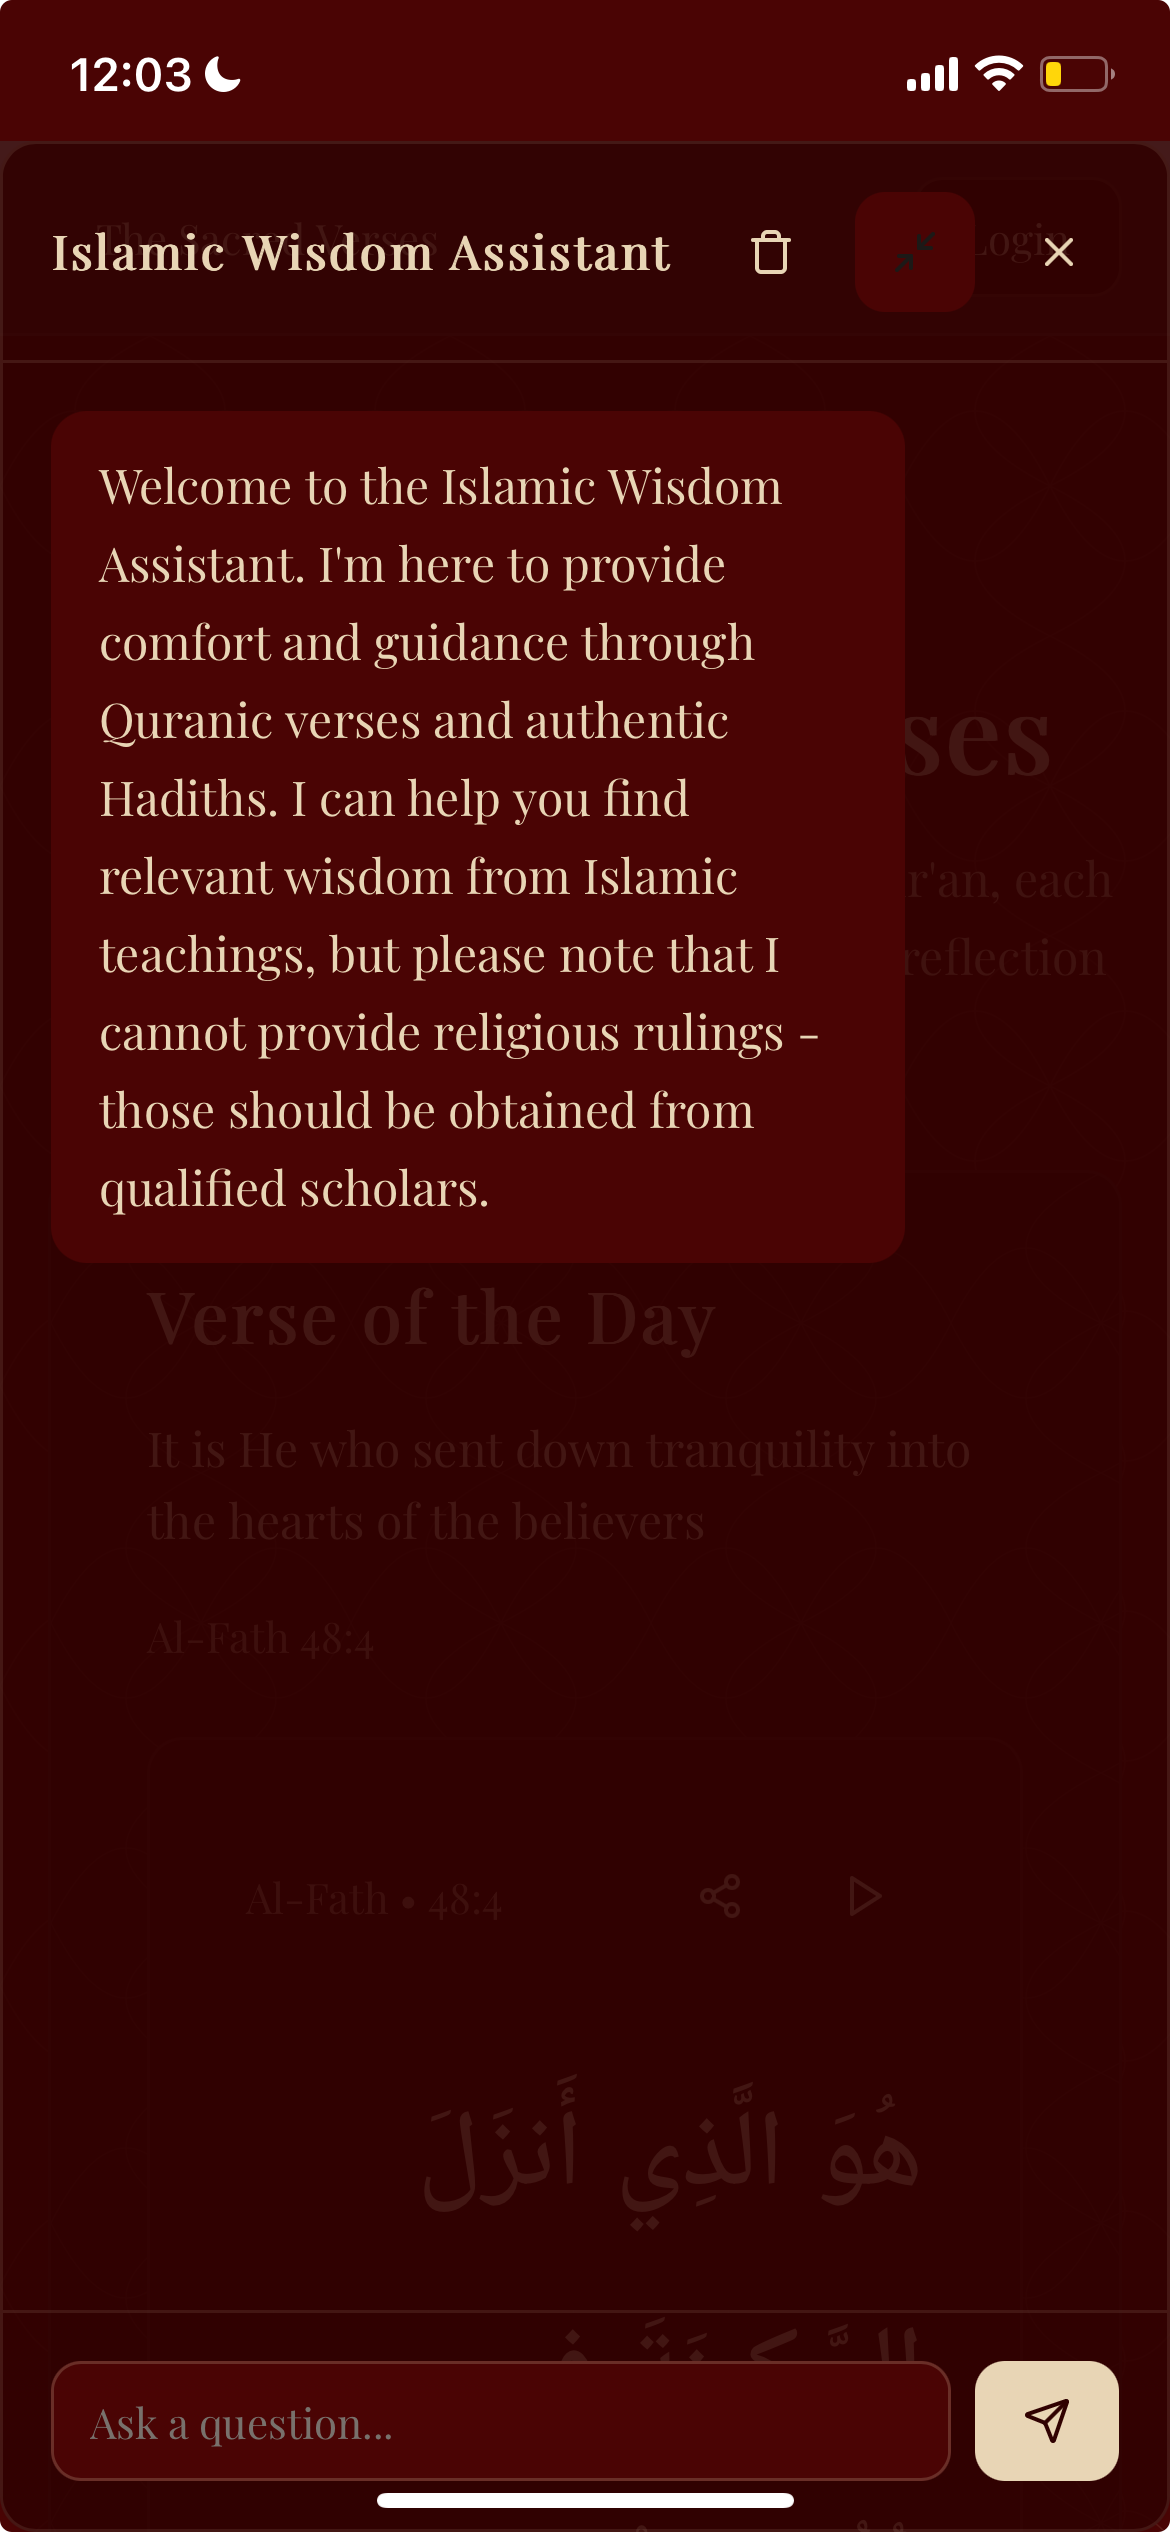 12:03
The Sacred Verses
Login
Islamic Wisdom Assistant
Welcome to the Islamic Wisdom
Assistant. I'm here to provide
comfort and guidance through
Quranic verses and authentic
Hadiths. I can help you find
relevant wisdom from Islamic
teachings, but please note that I
cannot provide religious rulings -
those should be obtained from
qualified scholars.
each
reflection
Verse of the Day
It is He who sent down tranquility into
the hearts of the believers
Al-Fath 48:4
Al-Fath • 48:4
هُوَ الَّذِي أَنزَلَ
Ask a question...